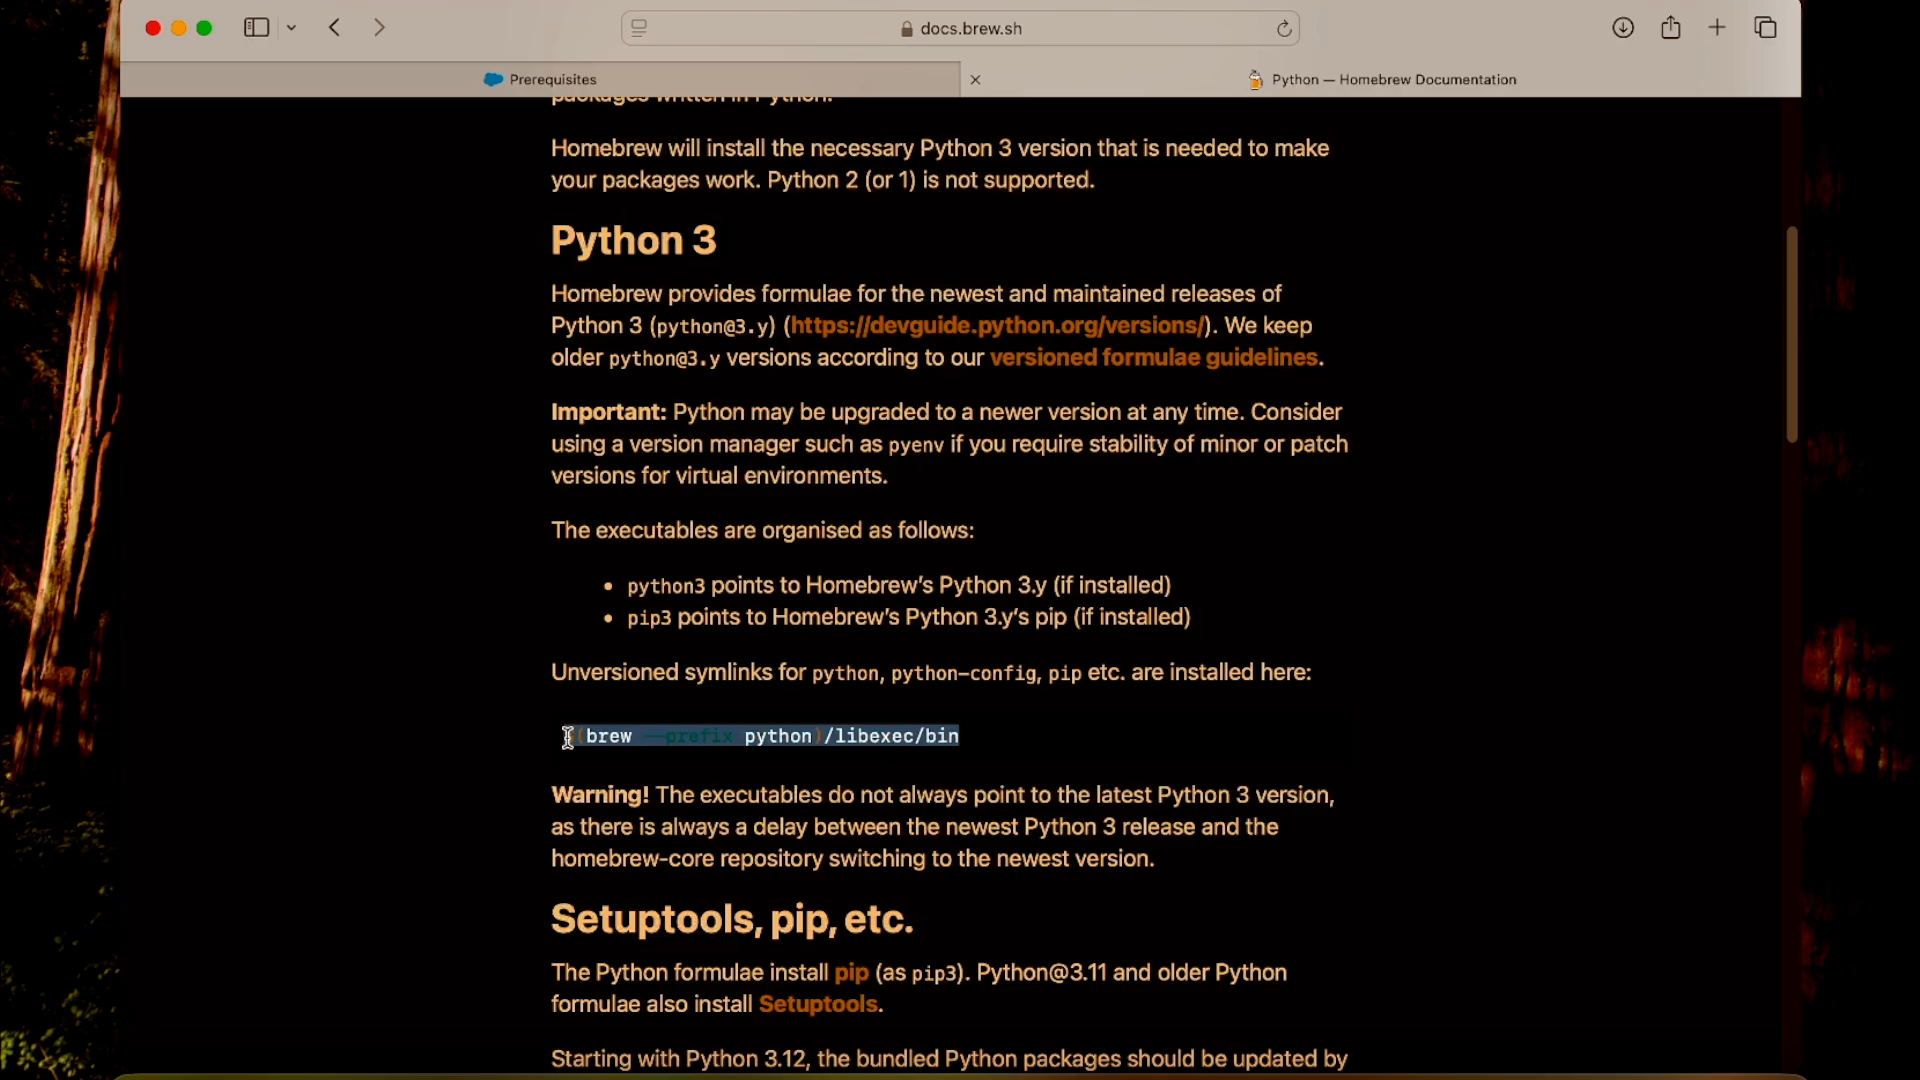 docs.brew.sh
Prerequisites
Python — Homebrew Documentation
packages written in Python.
Homebrew will install the necessary Python 3 version that is needed to make
your packages work. Python 2 (or 1) is not supported.
Python 3
Homebrew provides formulae for the newest and maintained releases of
Python 3 (python@3.y) (https://devguide.python.org/versions/). We keep
older python@3.y versions according to our versioned formulae guidelines.
Important: Python may be upgraded to a newer version at any time. Consider
using a version manager such as pyenv if you require stability of minor or patch
versions for virtual environments.
The executables are organised as follows:
• python3 points to Homebrew’s Python 3.y (if installed)
• pip3 points to Homebrew’s Python 3.y’s pip (if installed)
Unversioned symlinks for python, python-config, pip etc. are installed here:
(brew --prefix python)/libexec/bin
Warning! The executables do not always point to the latest Python 3 version,
as there is always a delay between the newest Python 3 release and the
homebrew-core repository switching to the newest version.
Setuptools, pip, etc.
The Python formulae install pip (as pip3). Python@3.11 and older Python
formulae also install Setuptools.
Starting with Python 3.12, the bundled Python packages should be updated by